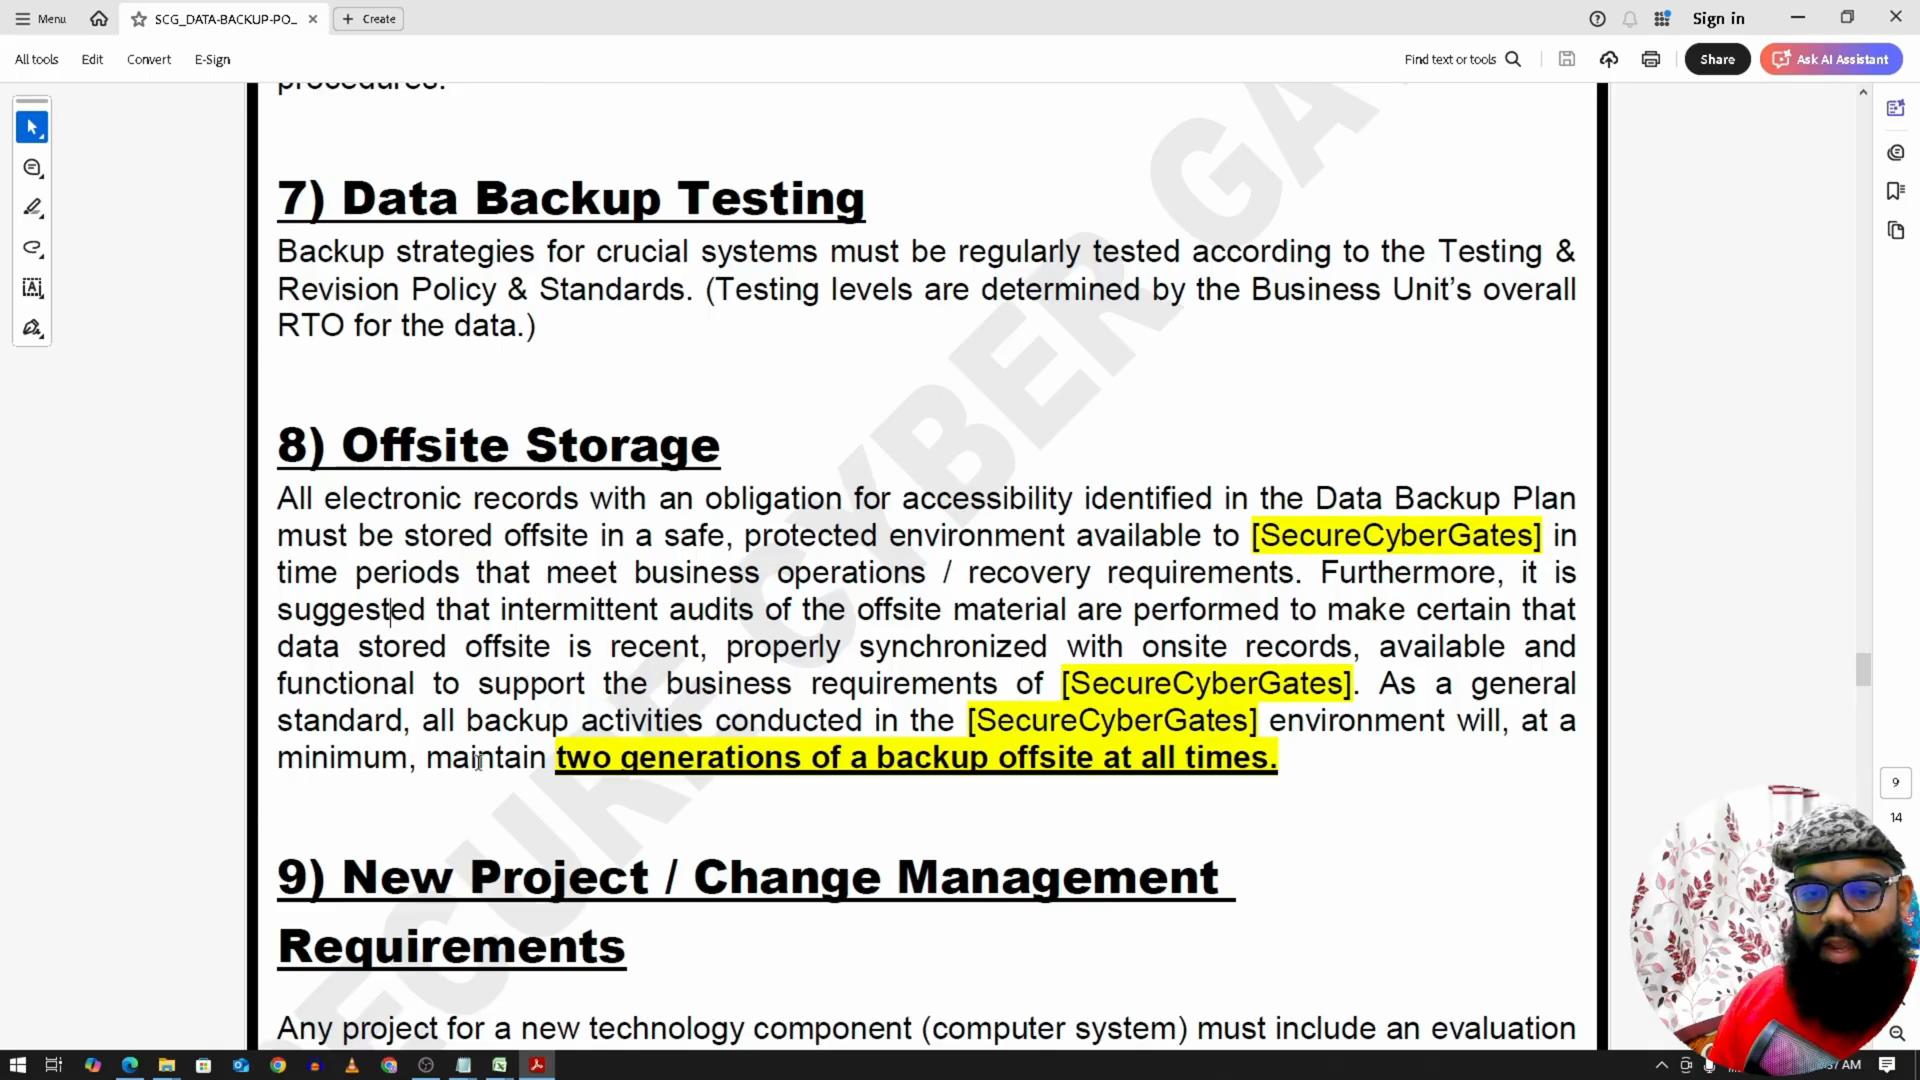 Menu
SCG_DATA-BACKUP-PO...
Create
Sign in
All tools
Edit
Convert
E-Sign
Find text or tools
Share
Ask AI Assistant
procedures.
7) Data Backup Testing
Backup strategies for crucial systems must be regularly tested according to the Testing &
Revision Policy & Standards. (Testing levels are determined by the Business Unit's overall
RTO for the data.)
8) Offsite Storage
All electronic records with an obligation for accessibility identified in the Data Backup Plan
must be stored offsite in a safe, protected environment available to [SecureCyberGates] in
time periods that meet business operations / recovery requirements. Furthermore, it is
suggested that intermittent audits of the offsite material are performed to make certain that
data stored offsite is recent, properly synchronized with onsite records, available and
functional to support the business requirements of [SecureCyberGates]. As a general
standard, all backup activities conducted in the [SecureCyberGates] environment will, at a
minimum, maintain two generations of a backup offsite at all times.
9) New Project / Change Management
Requirements
Any project for a new technology component (computer system) must include an evaluation
9
14
ECURE CYBER GA